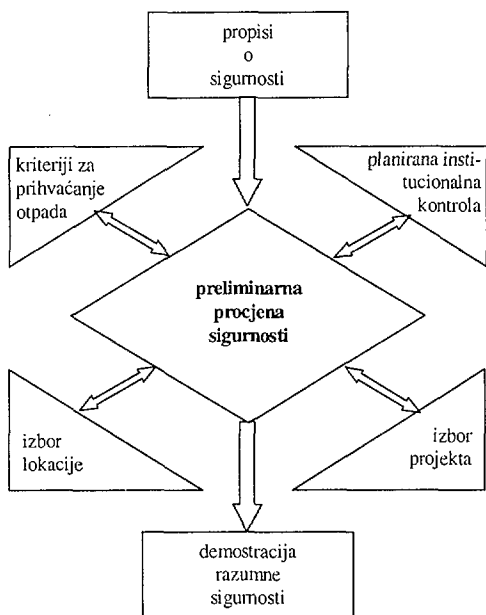 propisi
o
sigurnosti
kriteriji za
prihvaćanje
otpada
planirana insti-
tucionalna
kontrola
preliminarna
procjena
sigurnosti
izbor
lokacije
izbor
projekta
demostracija
razumne
sigurnosti